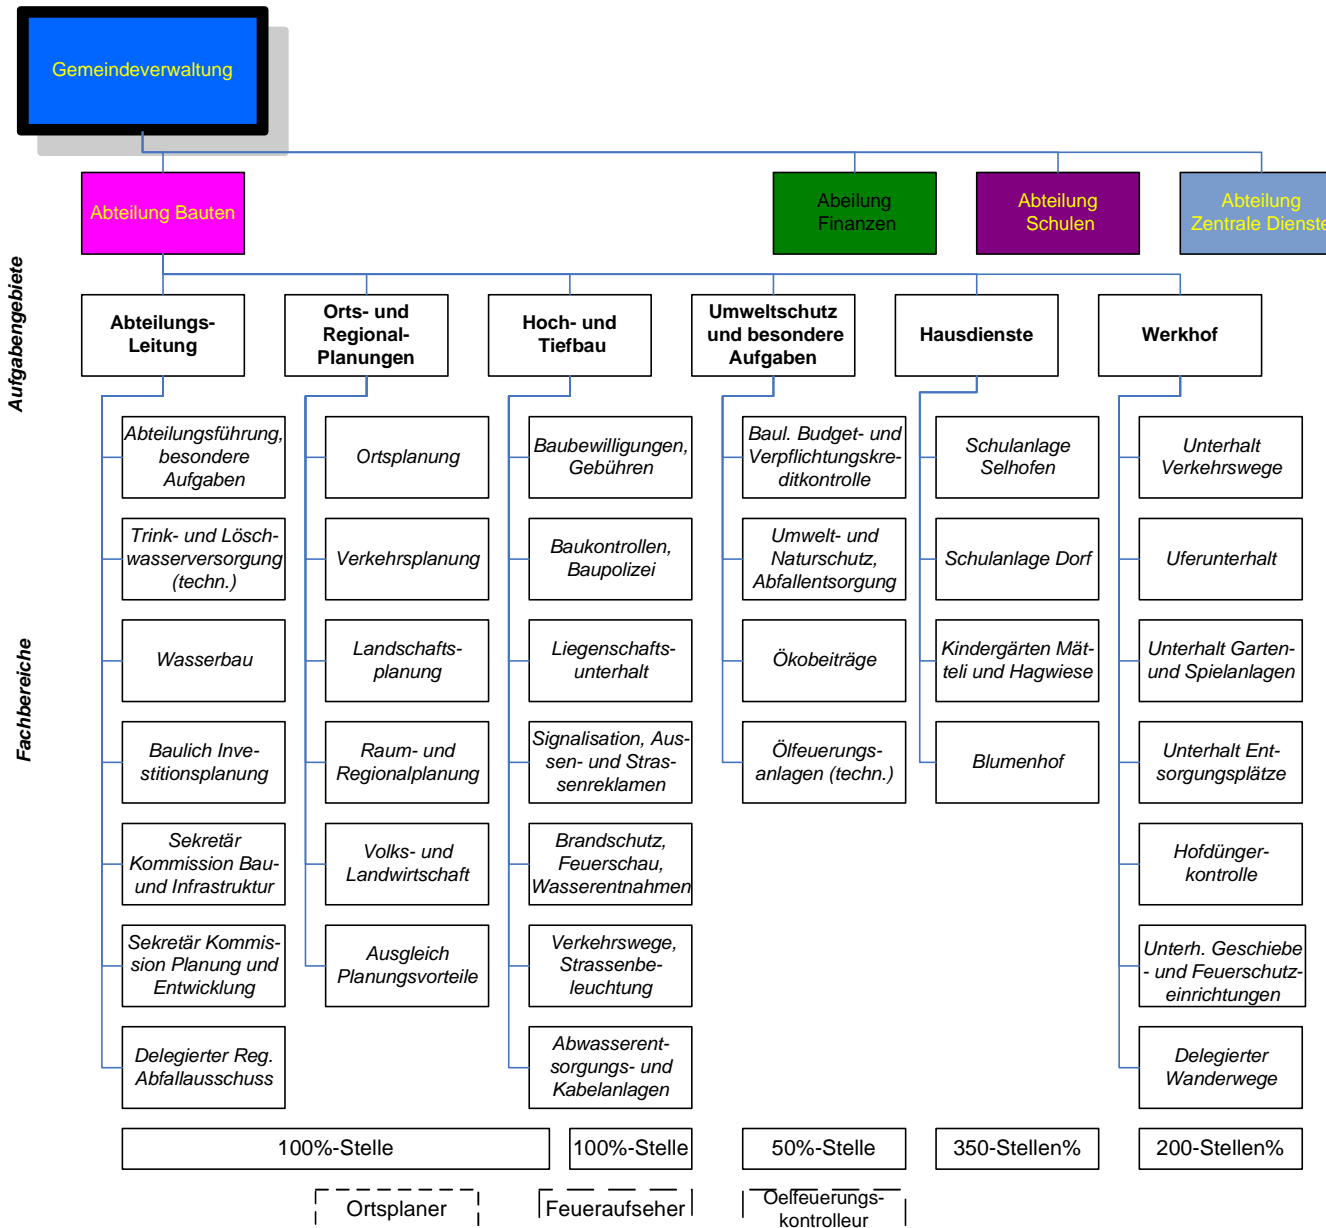 Gemeindeverwaltung
Abteilung Bauten
Abeilung
Finanzen
Abteilung
Schulen
Abteilung
Zentrale Dienste
Aufgabengebiete
Abteilungs-
Leitung
Orts- und
Regional-
Planungen
Hoch- und
Tiefbau
Umweltschutz
und besondere
Aufgaben
Hausdienste
Werkhof
Fachbereiche
Abteilungsführung,
besondere
Aufgaben
Trink- und Lösch-
wasserversorgung
(techn.)
Wasserbau
Baulich Inve-
stitionsplanung
Sekretär
Kommission Bau-
und Infrastruktur
Sekretär Kommis-
sion Planung und
Entwicklung
Delegierter Reg.
Abfallausschuss
Ortsplanung
Verkehrsplanung
Landschafts-
planung
Raum- und
Regionalplanung
Volks- und
Landwirtschaft
Ausgleich
Planungsvorteile
Baubewilligungen,
Gebühren
Baukontrollen,
Baupolizei
Liegenschafts-
unterhalt
Signalisation, Aus-
sen- und Stras-
senreklamen
Brandschutz,
Feuerschau,
Wasserentnahmen
Verkehrswege,
Strassenbe-
leuchtung
Abwasserent-
sorgungs- und
Kabelanlagen
Baul. Budget- und
Verpflichtungskre-
ditkontrolle
Umwelt- und
Naturschutz,
Abfallentsorgung
Ökobeiträge
Ölfeuerungs-
anlagen (techn.)
Schulanlage
Selhofen
Schulanlage Dorf
Kindergärten Mät-
teli und Hagwiese
Blumenhof
Unterhalt
Verkehrswege
Uferunterhalt
Unterhalt Garten-
und Spielanlagen
Unterhalt Ent-
sorgungsplätze
Hofdünger-
kontrolle
Unterh. Geschiebe
- und Feuerschutz-
einrichtungen
Delegierter
Wanderwege
100%-Stelle
100%-Stelle
50%-Stelle
350-Stellen%
200-Stellen%
Ortsplaner
Feueraufseher
Oelfeuerungs-
kontrolleur